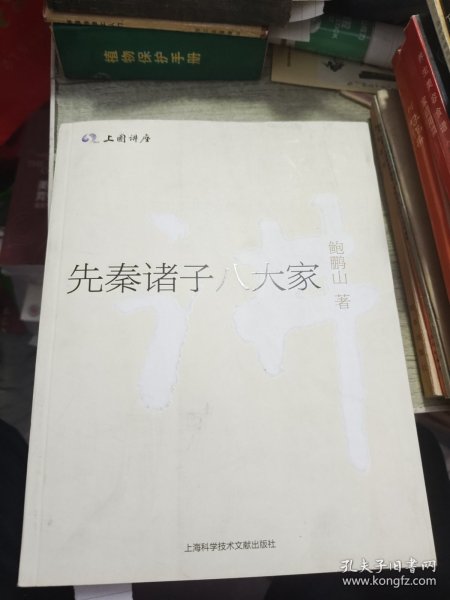 植物保护手册
上图讲座
讲
先秦诸子八大家
鲍鹏山 著
上海科学技术文献出版社
孔夫子旧书网
www.kongfz.com